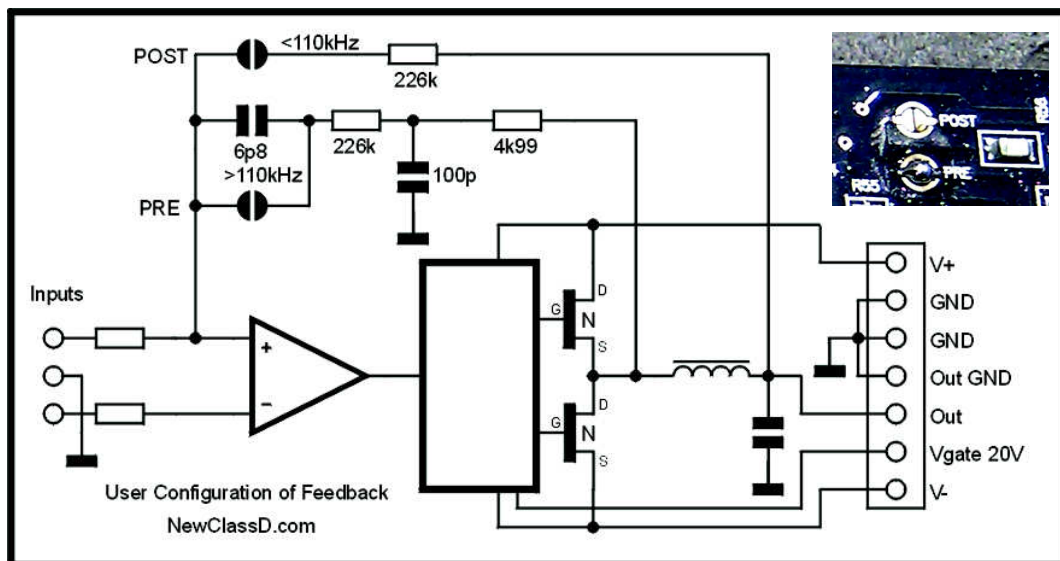 POST
<110kHz
226k
6p8
226k
4k99
>110kHz
100p
PRE
POST
PRE
R55
Inputs
+
−
G
D
N
S
G
D
N
S
V+
GND
GND
Out GND
Out
Vgate 20V
V-
User Configuration of Feedback
NewClassD.com